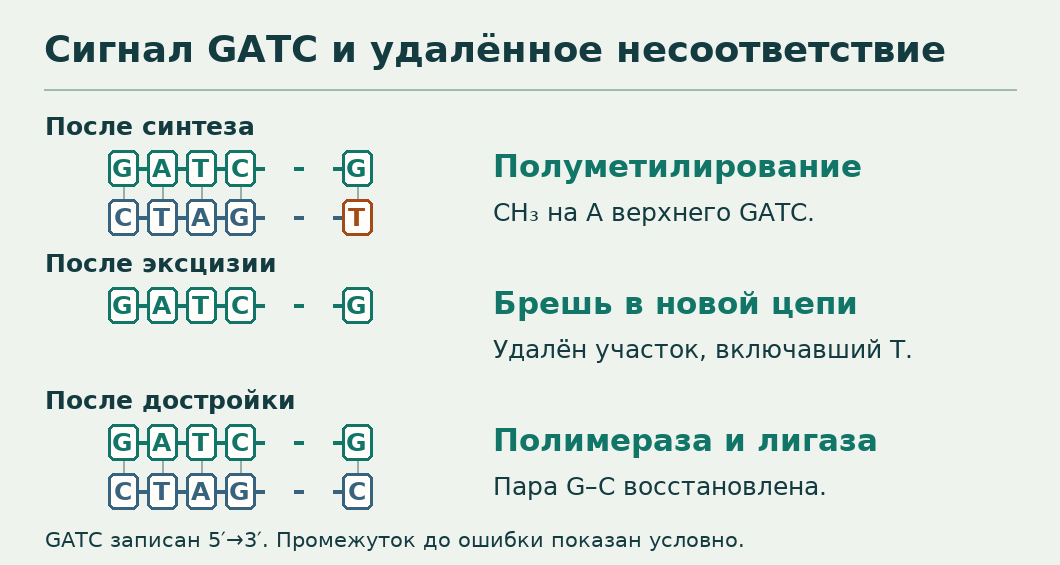 Сигнал GATC и удалённое несоответствие
После синтеза
G A T C - G
C T A G - T
Полуметилирование
CH₃ на A верхнего GATC.
После эксцизии
G A T C - G
Брешь в новой цепи
Удалён участок, включавший T.
После достройки
G A T C - G
C T A G - C
Полимераза и лигаза
Пара G–C восстановлена.
GATC записан 5′→3′. Промежуток до ошибки показан условно.